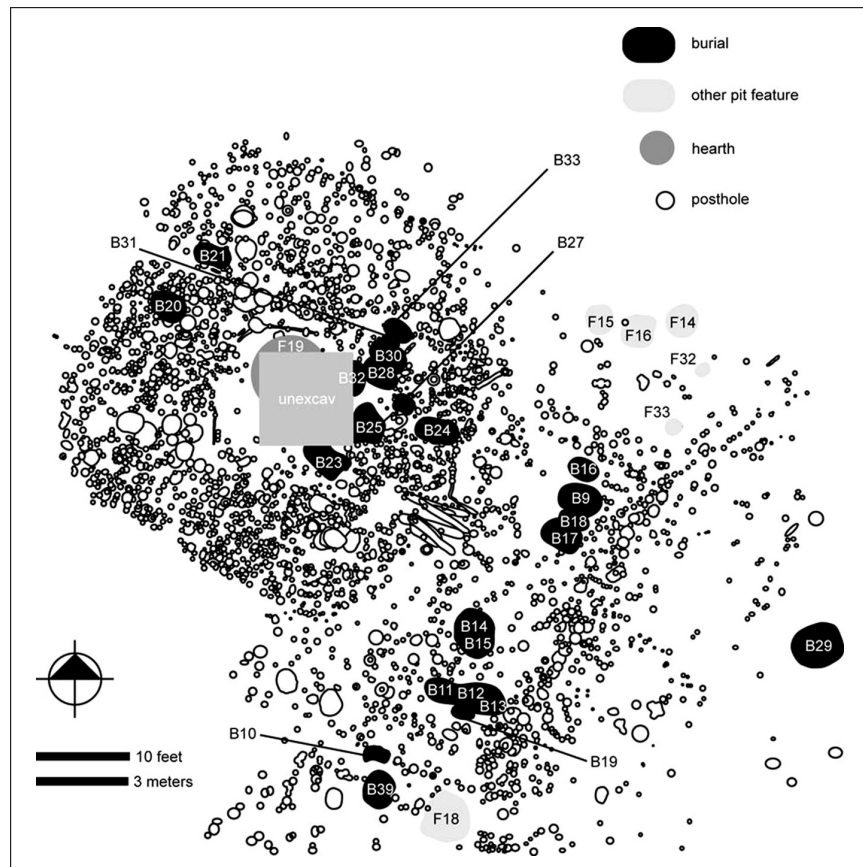 burial
other pit feature
hearth
posthole
B33
B27
B31
B21
B20
F15
F16
F14
F32
F33
F19
B30
B28
B32
unexcav
B25
B24
B23
B16
B9
B18
B17
B14
B15
B29
B11
B12
B13
B10
B19
B39
F18
10 feet
3 meters